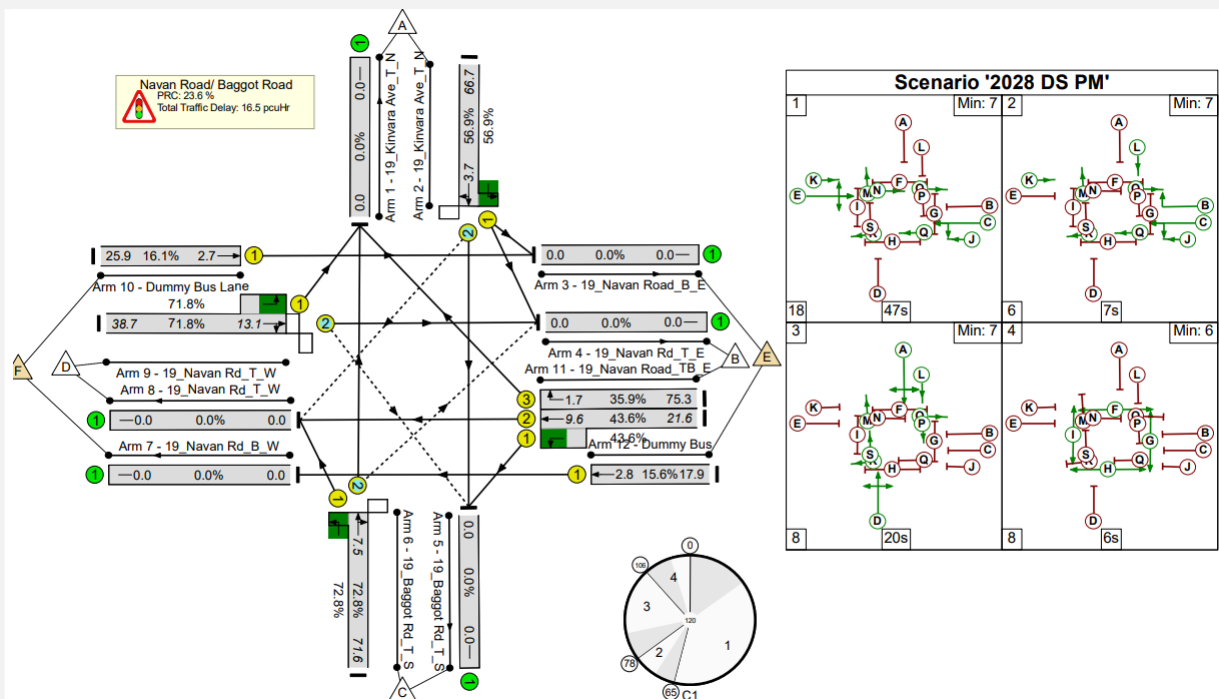 Navan Road/ Baggot Road
PRC: 23.6 %
Total Traffic Delay: 16.5 pcuHr
A
1
0.0
0.0%
0.0
Arm 1 - 19_Kinvara Ave_T_N
Arm 2 - 19_Kinvara Ave_T_N
66.7
56.9%
3.7
56.9%
2
1
25.9 16.1% 2.7
1
Arm 10 - Dummy Bus Lane
71.8%
1
38.7 71.8% 13.1
2
F
D
Arm 9 - 19_Navan Rd_T_W
Arm 8 - 19_Navan Rd_T_W
1
0.0 0.0% 0.0
Arm 7 - 19_Navan Rd_B_W
1
0.0 0.0% 0.0
0.0 0.0% 0.0
1
Arm 3 - 19_Navan Road_B_E
0.0 0.0% 0.0
1
Arm 4 - 19_Navan Rd_T_E
B
E
Arm 11 - 19_Navan Road_TB_E
3
1.7 35.9% 75.3
2
9.6 43.6% 21.6
1
43.6%
Arm 12 - Dummy Bus
1
2.8 15.6% 17.9
1
2
7.5
72.8%
71.6
72.8%
Arm 6 - 19_Baggot Rd_T_S
Arm 5 - 19_Baggot Rd_T_S
0.0
0.0%
0.0
1
C
0
106
4
3
120
1
2
78
65
C1
Scenario '2028 DS PM'
1
Min: 7
A
L
K
E
M
N
F
P
I
G
B
C
S
H
Q
J
D
18
47s
2
Min: 7
A
L
K
E
M
N
F
P
I
G
B
C
S
H
Q
J
D
6
7s
3
Min: 7
A
L
K
E
M
N
F
P
I
G
B
C
S
H
Q
J
D
8
20s
4
Min: 6
A
L
K
E
M
N
F
P
I
G
B
C
S
H
Q
J
D
8
6s